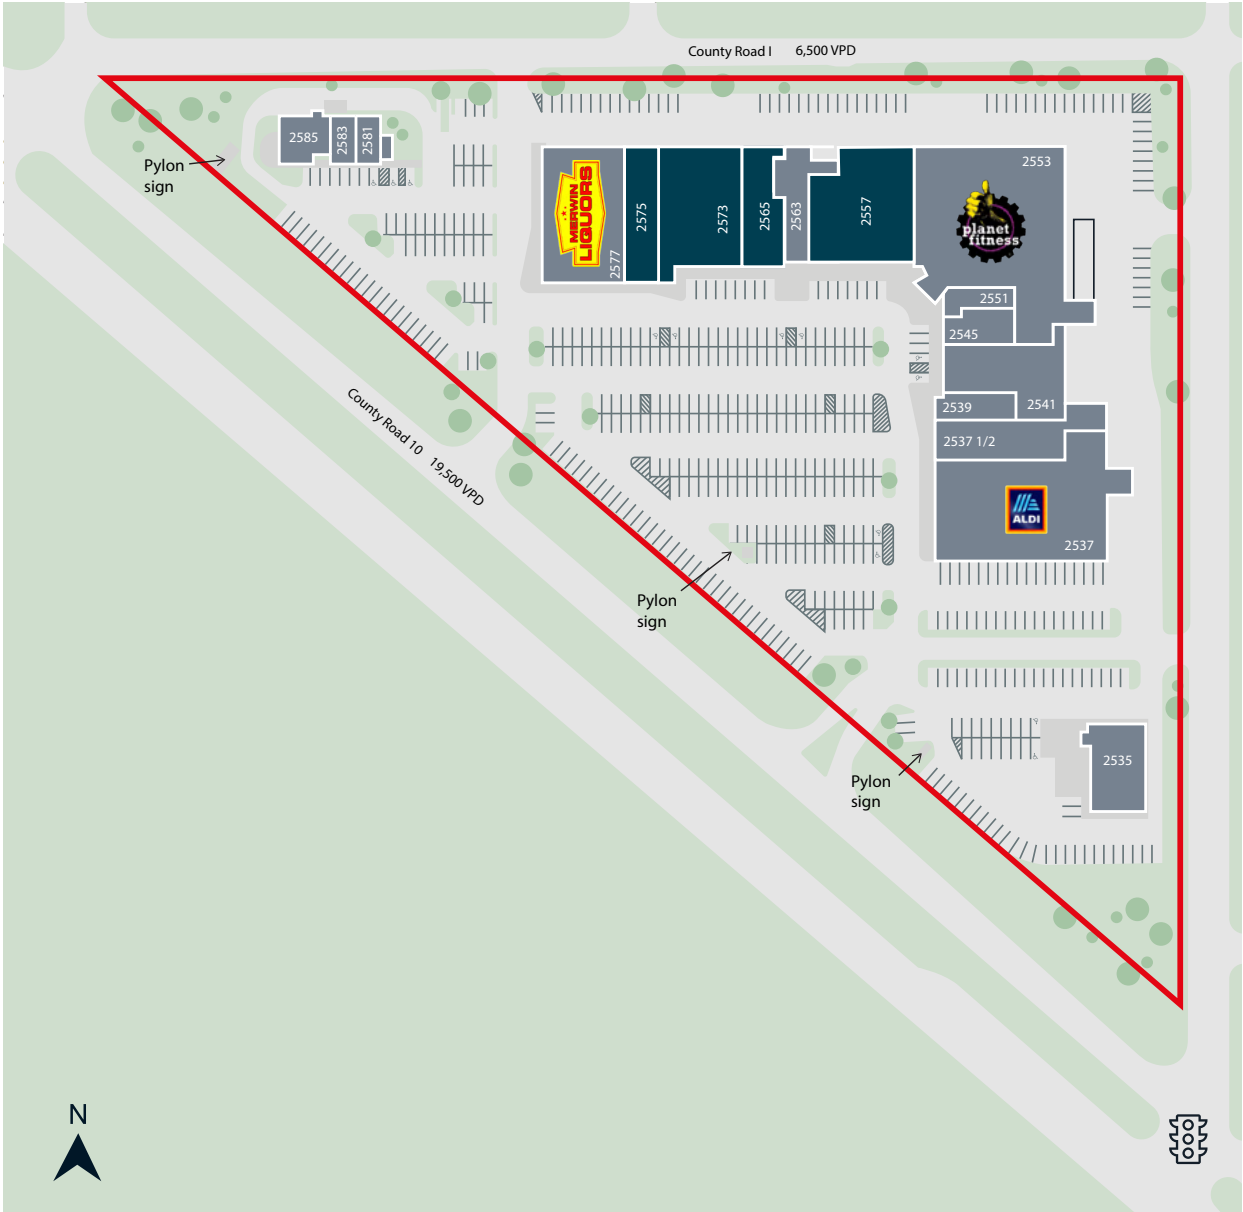 County Road I 6,500 VPD
2585
2583
2581
Pylon
sign
MERWIN
LIQUORS
2577
2575
2573
2565
2563
2557
2553
planet
fitness
2551
2545
2541
2539
2537 1/2
ALDI
2537
County Road 10 19,500 VPD
Pylon
sign
Pylon
sign
2535
N